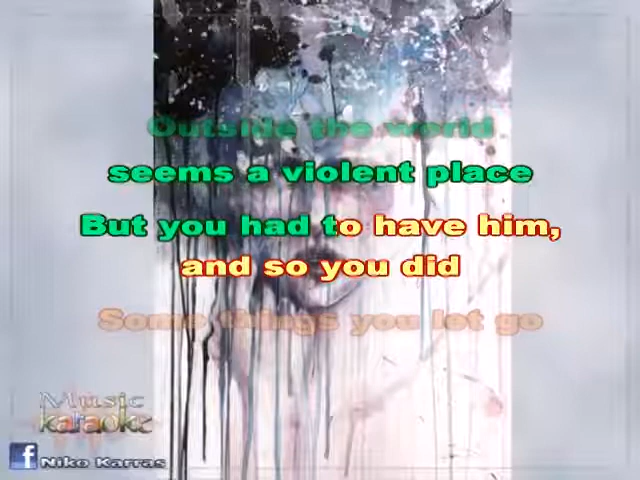 Outside the world
seems a violent place
But you had to have him,
and so you did
Some things you let go
Music
karaoke
f Niko Karras